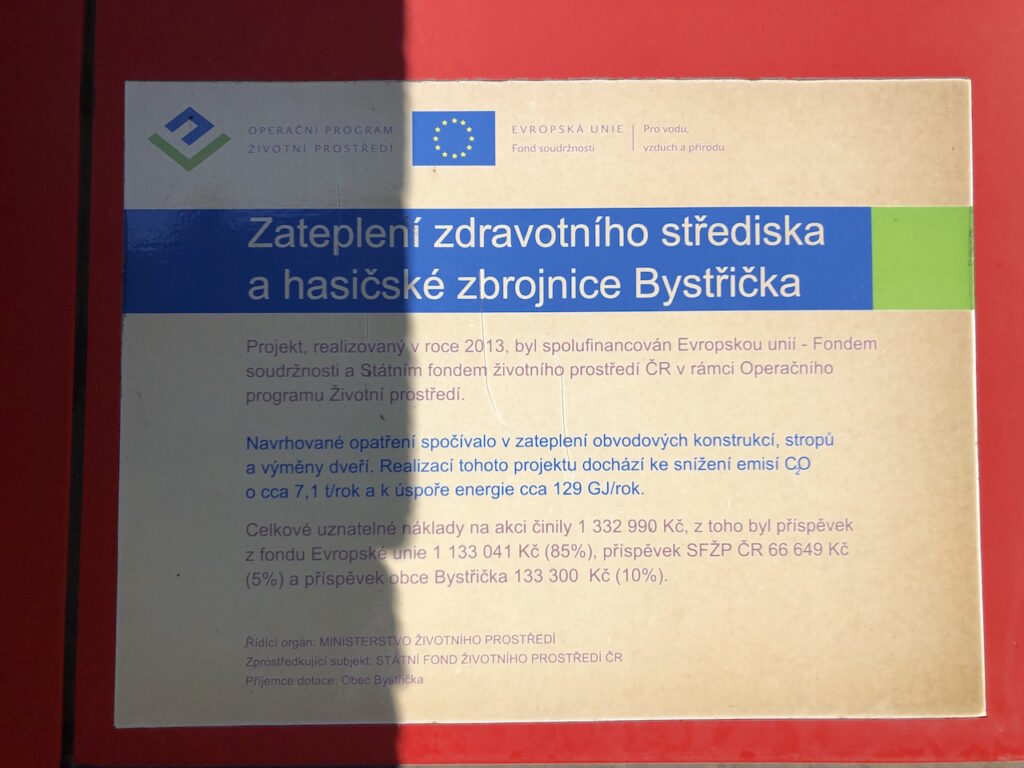 OPERAČNÍ PROGRAM
ŽIVOTNÍ PROSTŘEDÍ
EVROPSKÁ UNIE
Fond soudržnosti
Pro vodu,
vzduch a přírodu
Zateplení zdravotního střediska
a hasičské zbrojnice Bystřička
Projekt, realizovaný v roce 2013, byl spolufinancován Evropskou unií - Fondem
soudržnosti a Státním fondem životního prostředí ČR v rámci Operačního
programu Životní prostředí.
Navrhované opatření spočívalo v zateplení obvodových konstrukcí, stropů
a výměny dveří. Realizací tohoto projektu dochází ke snížení emisí CO2
o cca 7,1 t/rok a k úspoře energie cca 129 GJ/rok.
Celkové uznatelné náklady na akci činily 1 332 990 Kč, z toho byl příspěvek
z fondu Evropské unie 1 133 041 Kč (85%), příspěvek SFŽP ČR 66 649 Kč
(5%) a příspěvek obce Bystřička 133 300 Kč (10%).
Řídící orgán: MINISTERSTVO ŽIVOTNÍHO PROSTŘEDÍ
Zprostředkující subjekt: STÁTNÍ FOND ŽIVOTNÍHO PROSTŘEDÍ ČR
Příjemce dotace: Obec Bystřička